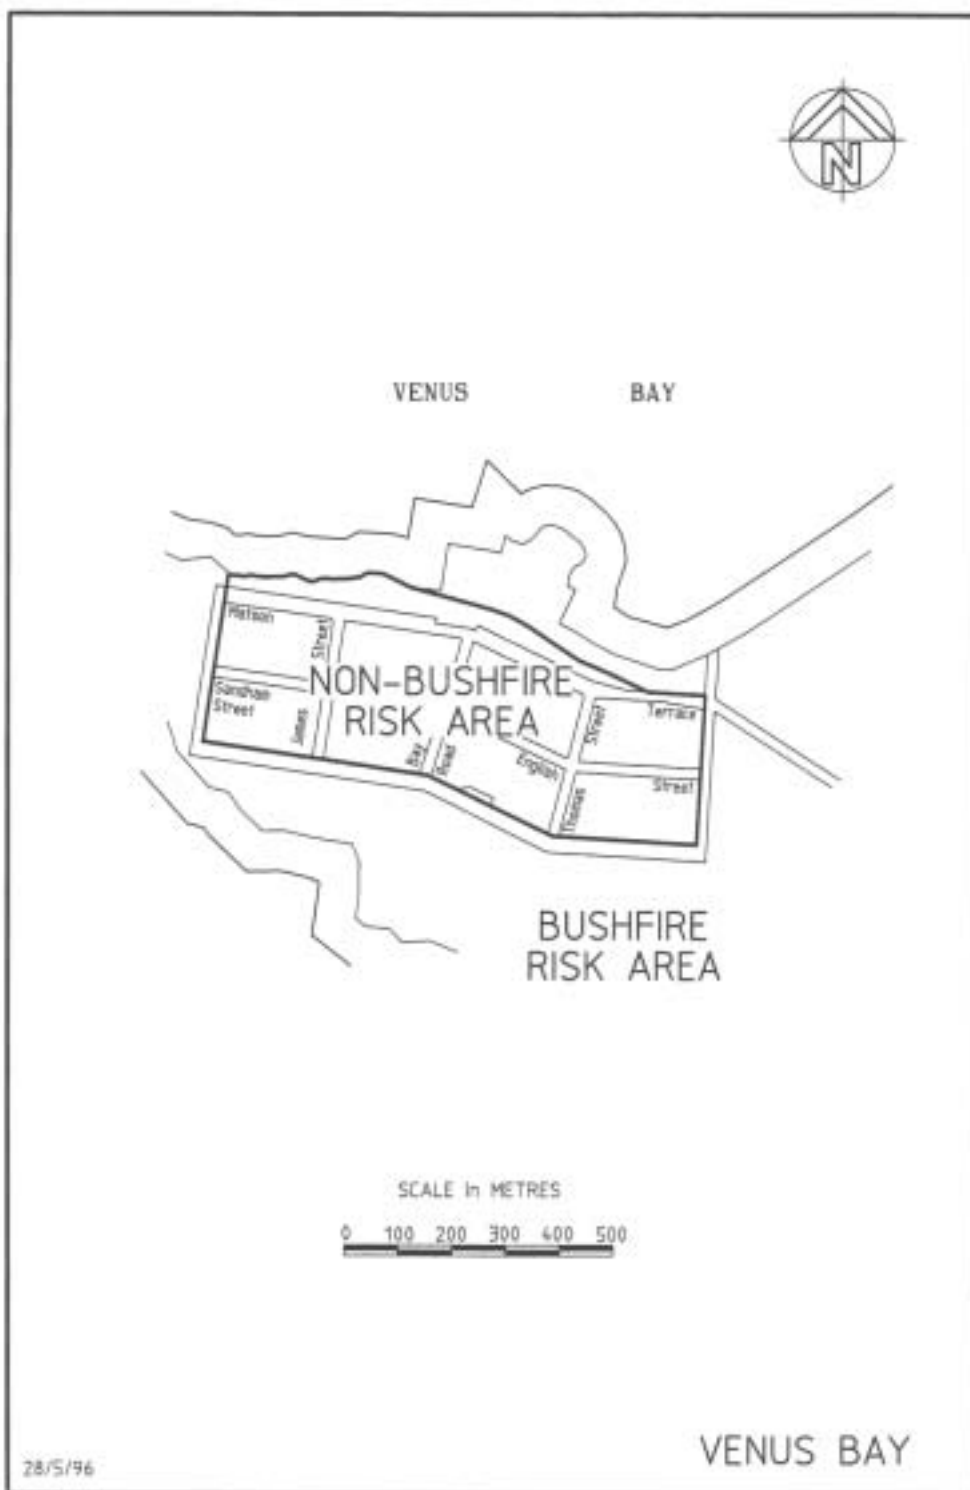 N
VENUS BAY
Matson
Street
NON-BUSHFIRE
RISK AREA
Sandham
Street
James
Bay
Road
English
Street
Terrace
Street
Thomas
BUSHFIRE
RISK AREA
SCALE in METRES
0 100 200 300 400 500
VENUS BAY
28/5/96